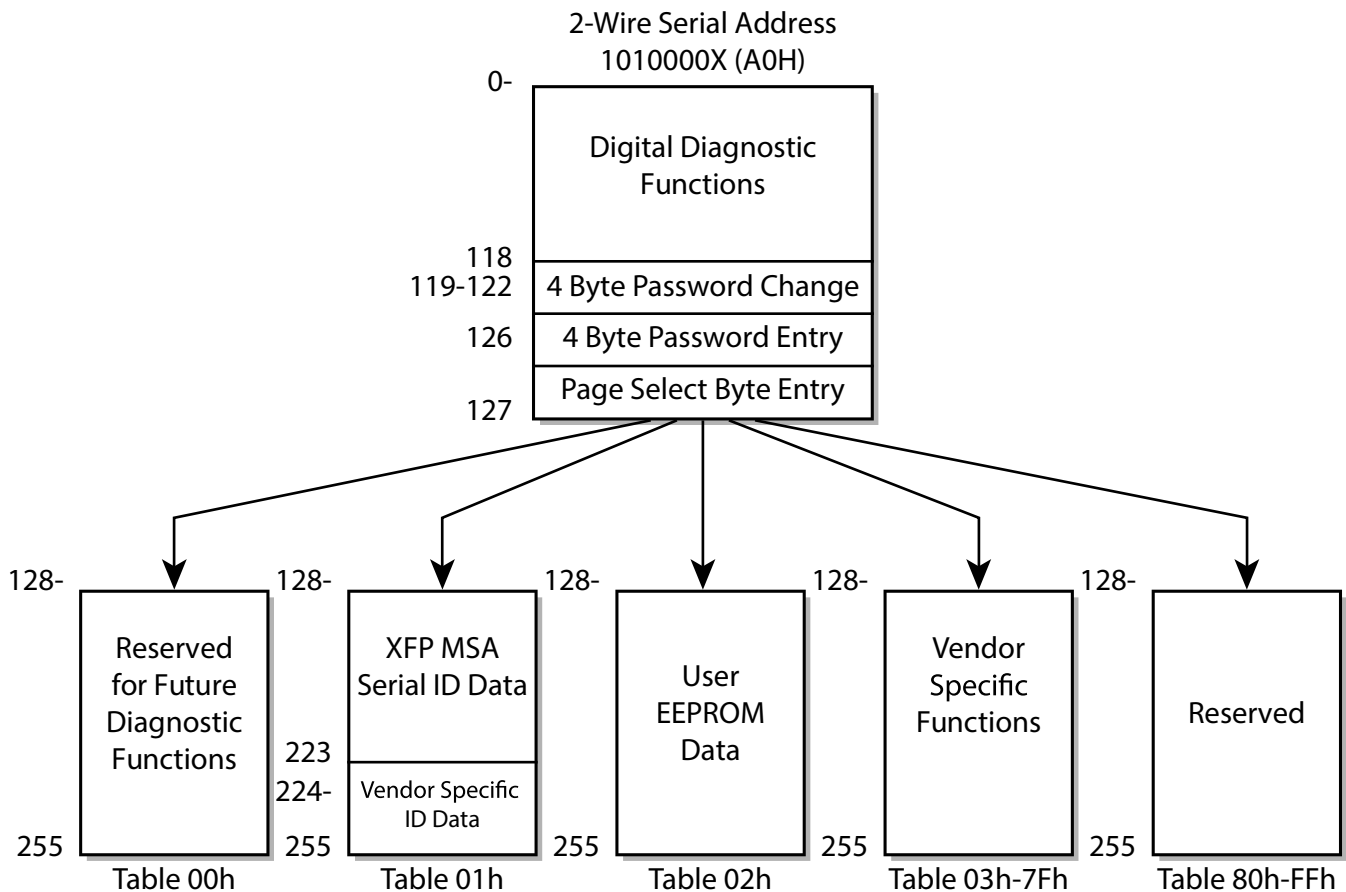 2-Wire Serial Address
1010000X (A0H)
0-
Digital Diagnostic
Functions
118
119-122
4 Byte Password Change
126
4 Byte Password Entry
Page Select Byte Entry
127
128-
Reserved
for Future
Diagnostic
Functions
255
Table 00h
128-
XFP MSA
Serial ID Data
223
224-
Vendor Specific
ID Data
255
Table 01h
128-
User
EEPROM
Data
255
Table 02h
128-
Vendor
Specific
Functions
255
Table 03h-7Fh
128-
Reserved
255
Table 80h-FFh